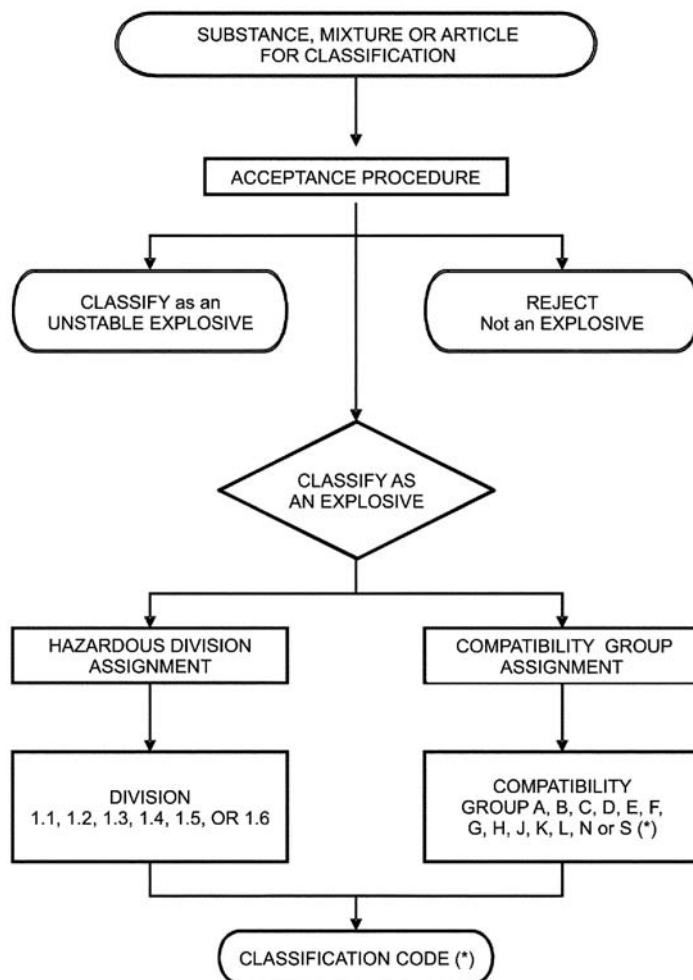 SUBSTANCE, MIXTURE OR ARTICLE
FOR CLASSIFICATION
ACCEPTANCE PROCEDURE
CLASSIFY as an
UNSTABLE EXPLOSIVE
REJECT
Not an EXPLOSIVE
CLASSIFY AS
AN EXPLOSIVE
HAZARDOUS DIVISION
ASSIGNMENT
COMPATIBILITY GROUP
ASSIGNMENT
DIVISION
1.1, 1.2, 1.3, 1.4, 1.5, OR 1.6
COMPATIBILITY
GROUP A, B, C, D, E, F,
G, H, J, K, L, N or S (*)
CLASSIFICATION CODE (*)